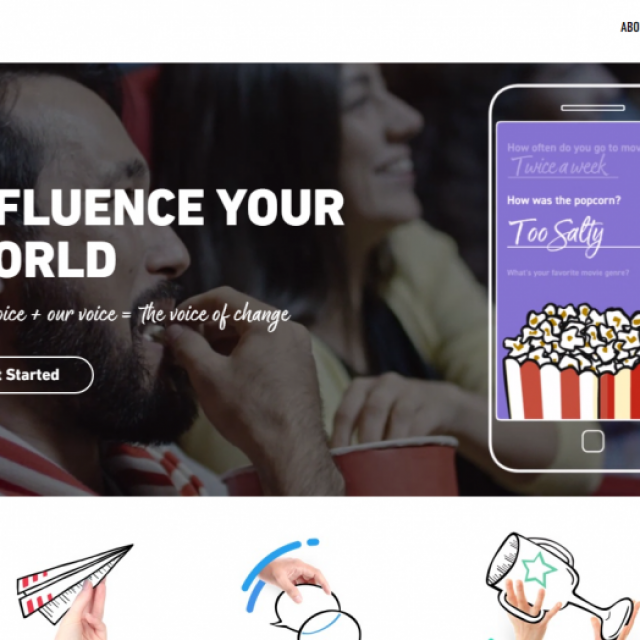 ABO
FLUENCE YOUR
ORLD
oice + our voice = the voice of change
t Started
How often do you go to mov
Twice a week
How was the popcorn?
Too Salty
What's your favorite movie genre?